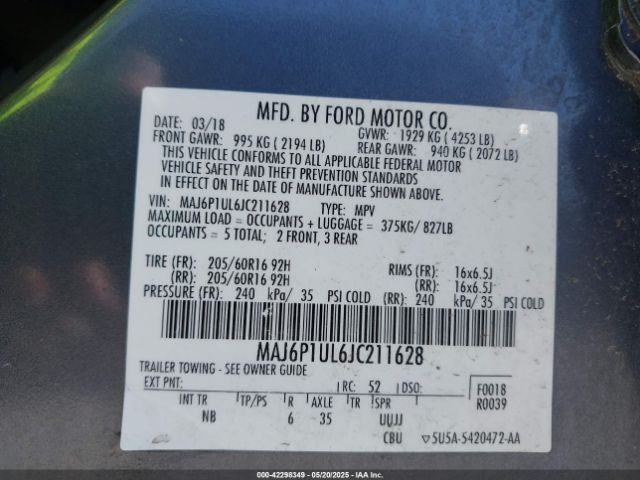 MFD. BY FORD MOTOR CO.
DATE: 03/18 GVWR: 1929 KG ( 4253 LB)
FRONT GAWR: 995 KG ( 2194 LB) REAR GAWR: 940 KG ( 2072 LB)
THIS VEHICLE CONFORMS TO ALL APPLICABLE FEDERAL MOTOR
VEHICLE SAFETY AND THEFT PREVENTION STANDARDS
IN EFFECT ON THE DATE OF MANUFACTURE SHOWN ABOVE.
VIN: MAJ6P1UL6JC211628 TYPE: MPV
MAXIMUM LOAD = OCCUPANTS + LUGGAGE = 375KG/ 827LB
OCCUPANTS = 5 TOTAL; 2 FRONT, 3 REAR
TIRE (FR): 205/60R16 92H RIMS (FR): 16x6.5J
(RR): 205/60R16 92H (RR): 16x6.5J
PRESSURE (FR): 240 kPa/ 35 PSI COLD (RR): 240 kPa/ 35 PSI COLD
MAJ6P1UL6JC211628
TRAILER TOWING - SEE OWNER GUIDE
EXT PNT: RC: 52 DSO: F0018
R0039
INT TR TP/PS R AXLE TR SPR
NB 6 35 UUJJ
CBU ▽5U5A-5420472-AA
000-42298349 - 05/20/2025 - IAA Inc.